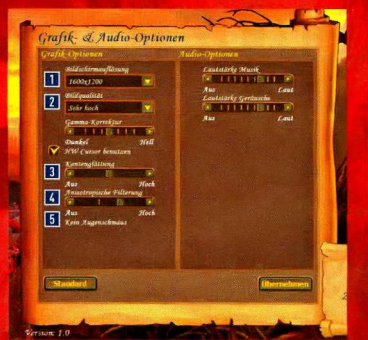 Grafik- & Audio-Optionen
Grafik-Optionen
Audio-Optionen
1
Bildschirmauflösung
1600x1200
2
Bildqualität
Sehr hoch
Gamma-Korrektur
Dunkel Hell
HW-Cursor benutzen
3
Kantenglättung
Aus Hoch
4
Anisotropische Filterung
Aus Hoch
5
Kein Augenschmaus
Lautstärke Musik
Aus Laut
Lautstärke Geräusche
Aus Laut
Standard
Übernehmen
Version: 1.0